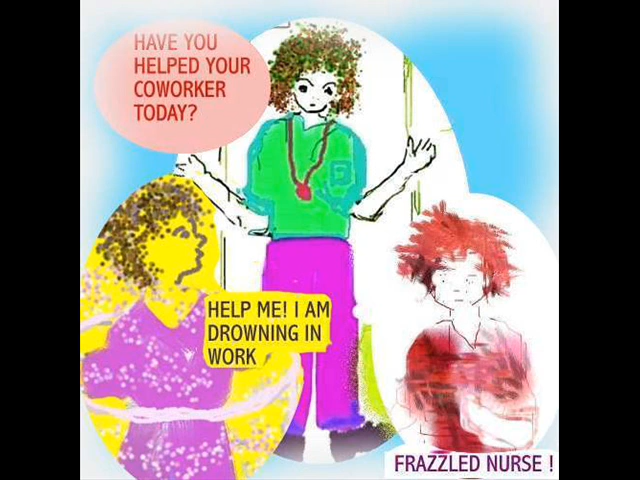 HAVE YOU
HELPED YOUR
COWORKER
TODAY?
HELP ME! I AM
DROWNING IN
WORK
FRAZZLED NURSE !